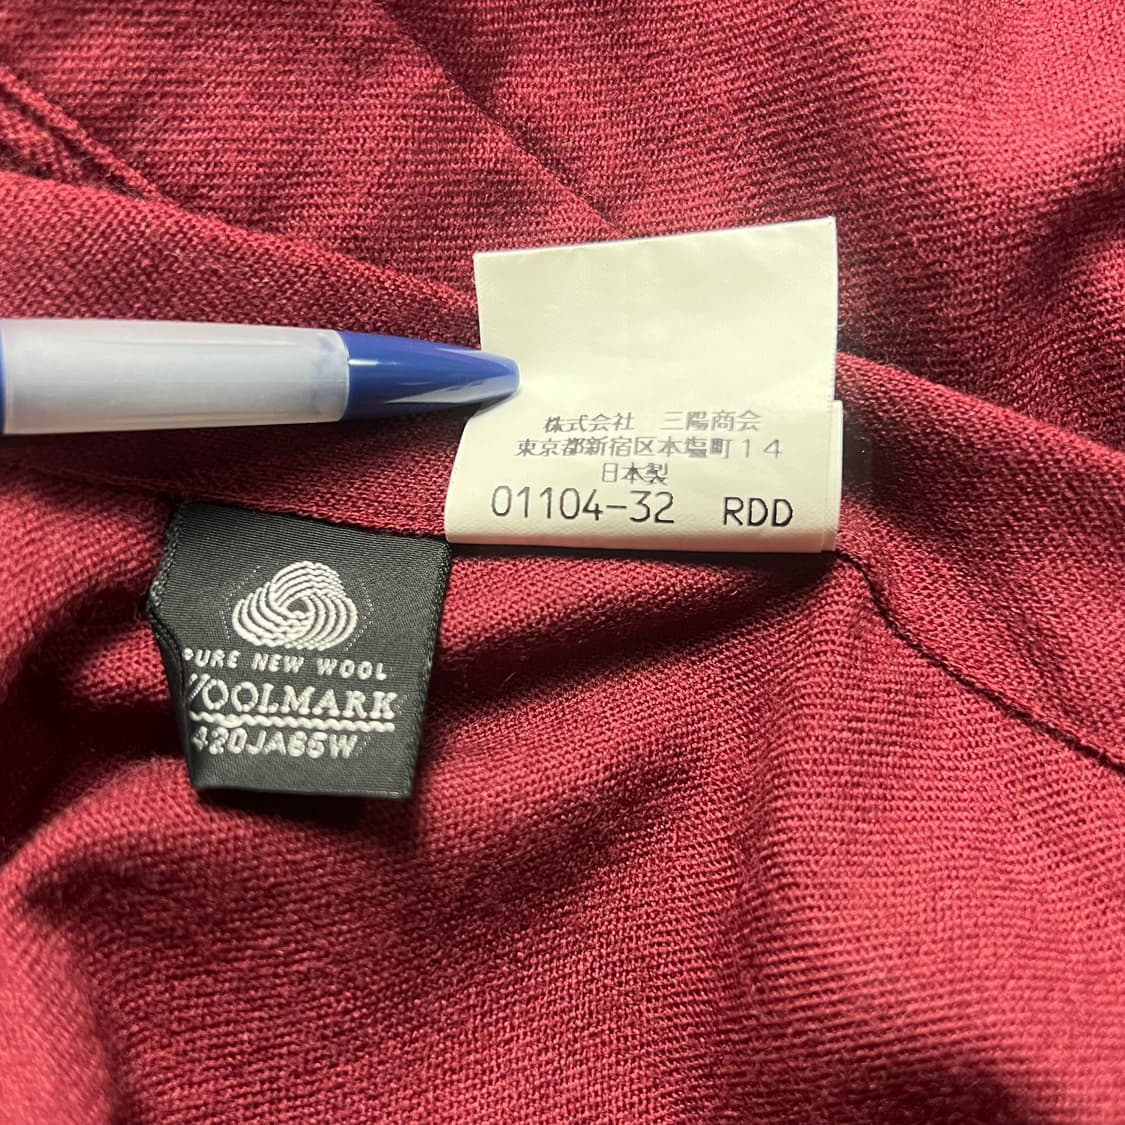 株式会社 三陽商会
東京都新宿区本塩町14
日本製
01104-32 RDD
PURE NEW WOOL
WOOLMARK